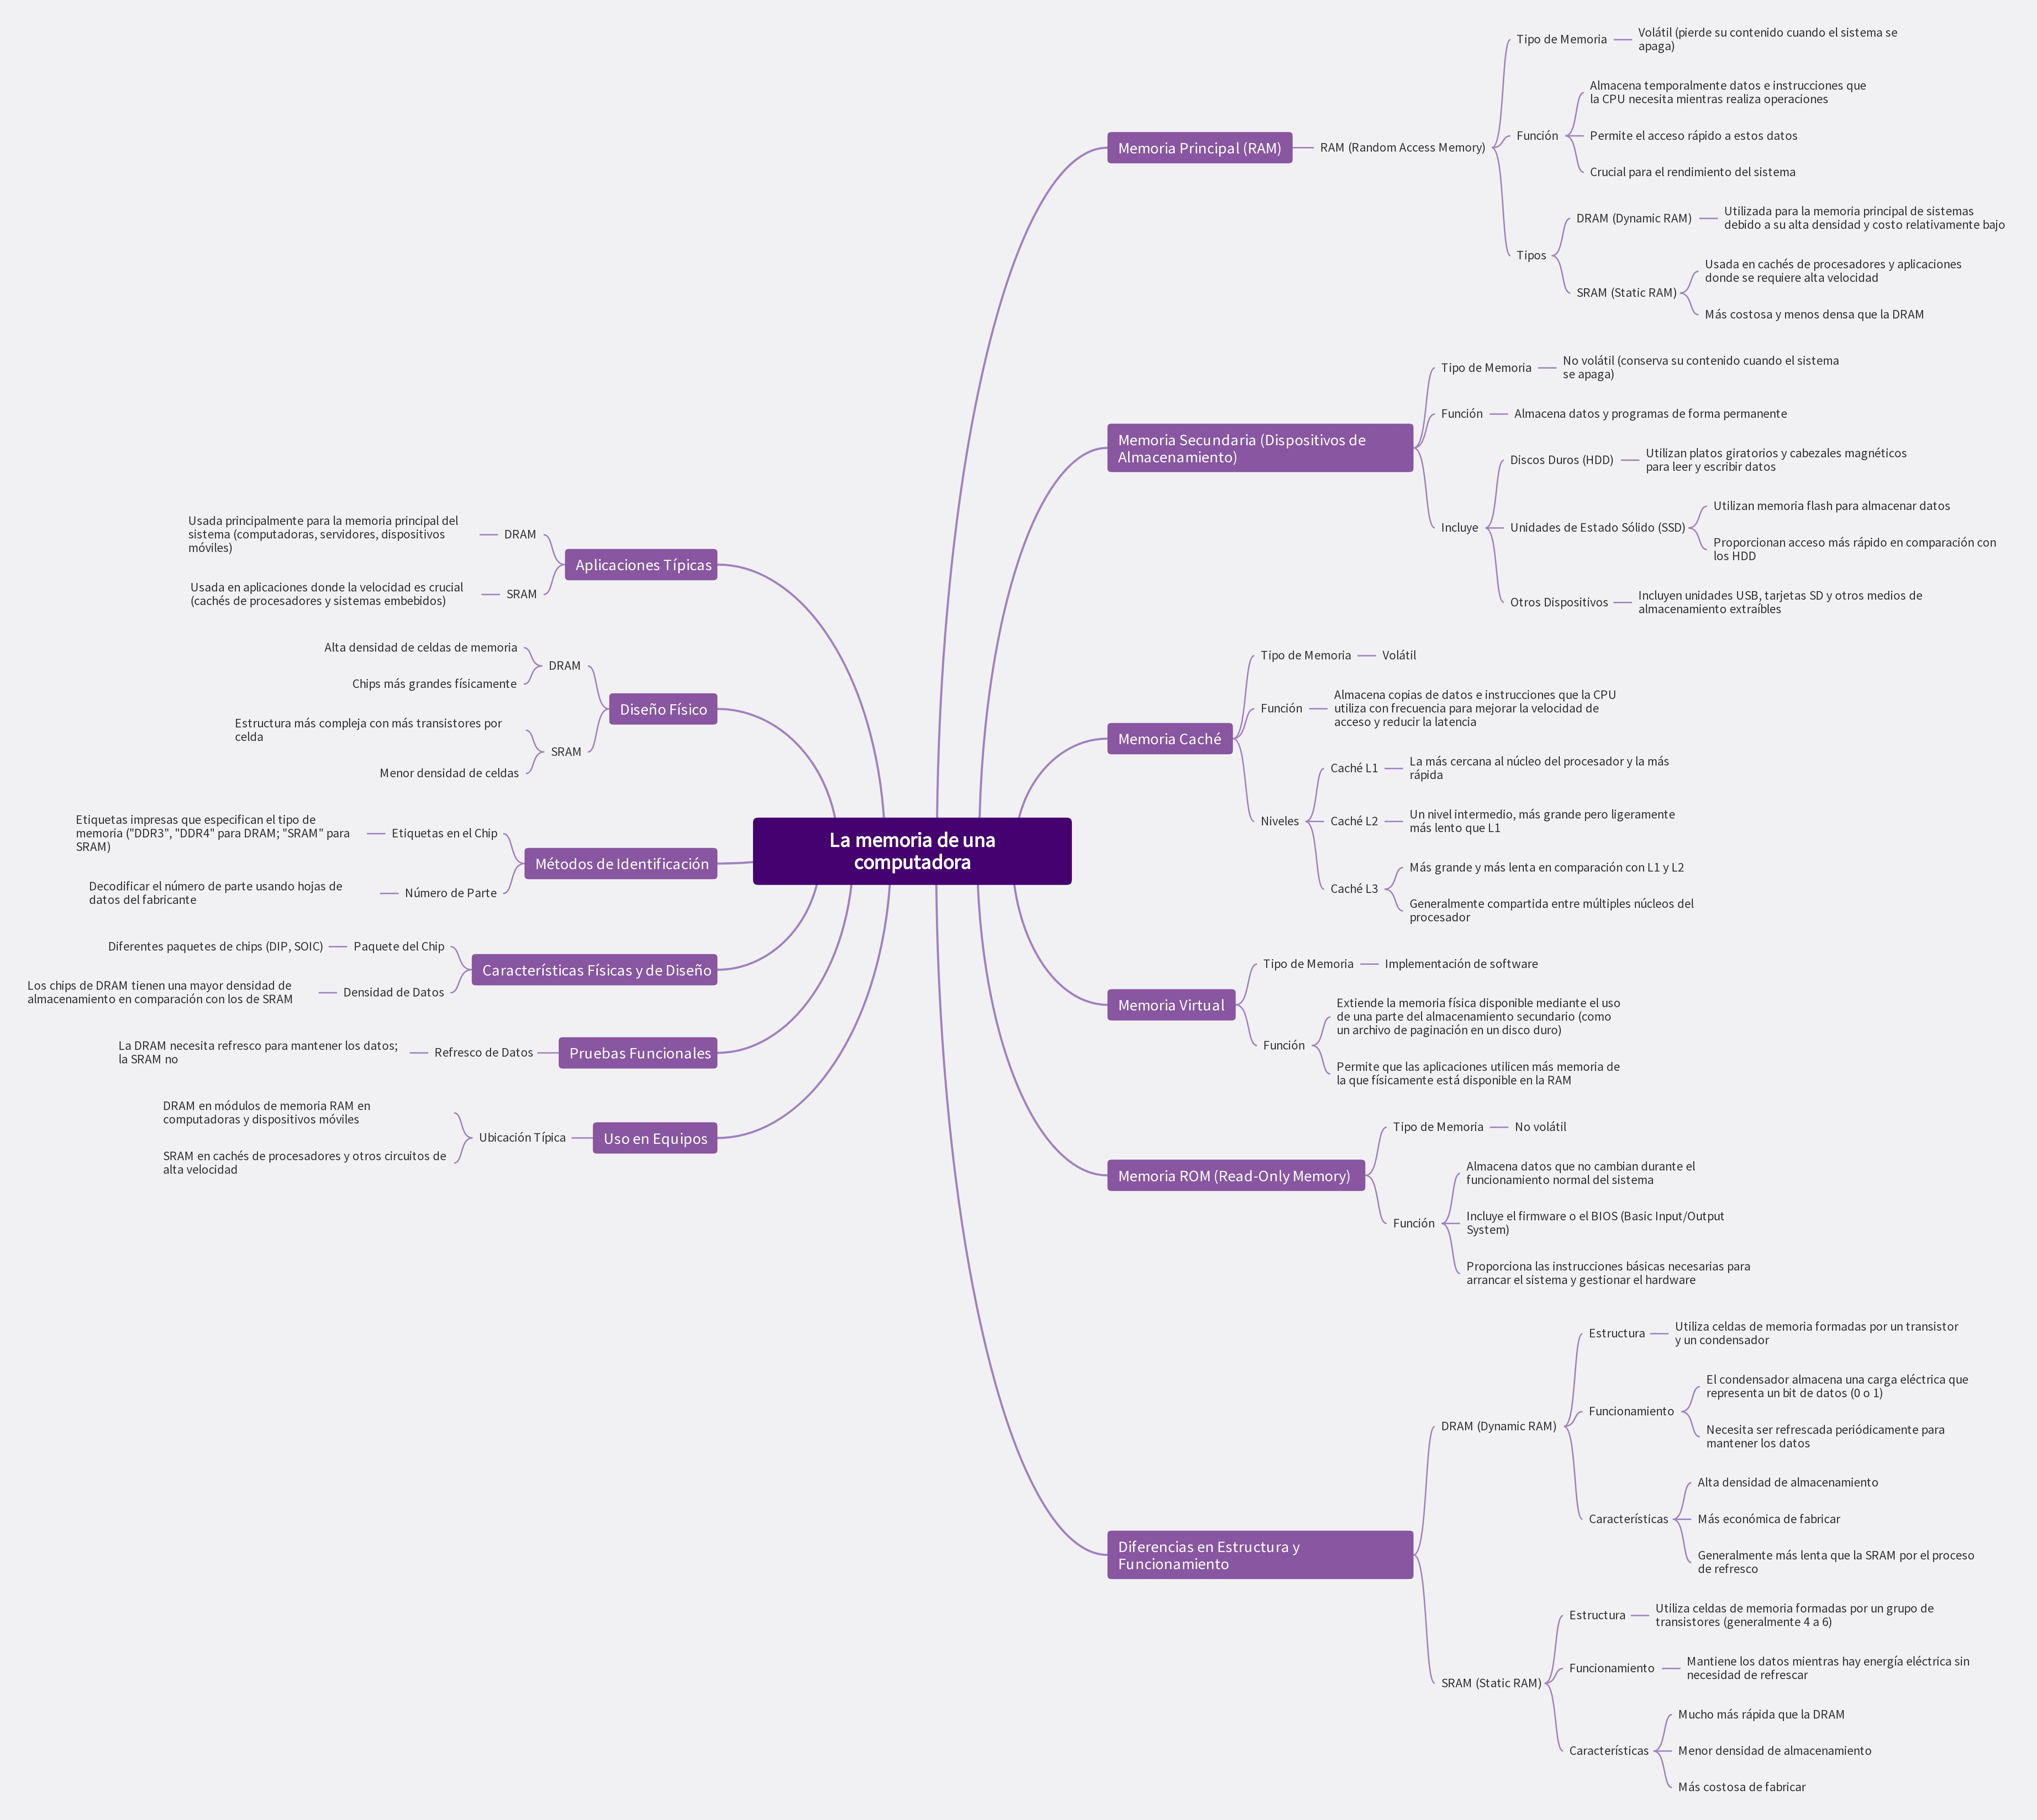 La memoria de una
computadora
Memoria Principal (RAM)
RAM (Random Access Memory)
Tipo de Memoria
Volátil (pierde su contenido cuando el sistema se
apaga)
Función
Almacena temporalmente datos e instrucciones que
la CPU necesita mientras realiza operaciones
Permite el acceso rápido a estos datos
Crucial para el rendimiento del sistema
Tipos
DRAM (Dynamic RAM)
Utilizada para la memoria principal de sistemas
debido a su alta densidad y costo relativamente bajo
SRAM (Static RAM)
Usada en cachés de procesadores y aplicaciones
donde se requiere alta velocidad
Más costosa y menos densa que la DRAM
Memoria Secundaria (Dispositivos de
Almacenamiento)
Tipo de Memoria
No volátil (conserva su contenido cuando el sistema
se apaga)
Función
Almacena datos y programas de forma permanente
Incluye
Discos Duros (HDD)
Utilizan platos giratorios y cabezales magnéticos
para leer y escribir datos
Unidades de Estado Sólido (SSD)
Utilizan memoria flash para almacenar datos
Proporcionan acceso más rápido en comparación con
los HDD
Otros Dispositivos
Incluyen unidades USB, tarjetas SD y otros medios de
almacenamiento extraíbles
Memoria Caché
Tipo de Memoria
Volátil
Función
Almacena copias de datos e instrucciones que la CPU
utiliza con frecuencia para mejorar la velocidad de
acceso y reducir la latencia
Niveles
Caché L1
La más cercana al núcleo del procesador y la más
rápida
Caché L2
Un nivel intermedio, más grande pero ligeramente
más lento que L1
Caché L3
Más grande y más lenta en comparación con L1 y L2
Generalmente compartida entre múltiples núcleos del
procesador
Memoria Virtual
Tipo de Memoria
Implementación de software
Función
Extiende la memoria física disponible mediante el uso
de una parte del almacenamiento secundario (como
un archivo de paginación en un disco duro)
Permite que las aplicaciones utilicen más memoria de
la que físicamente está disponible en la RAM
Memoria ROM (Read-Only Memory)
Tipo de Memoria
No volátil
Función
Almacena datos que no cambian durante el
funcionamiento normal del sistema
Incluye el firmware o el BIOS (Basic Input/Output
System)
Proporciona las instrucciones básicas necesarias para
arrancar el sistema y gestionar el hardware
Diferencias en Estructura y
Funcionamiento
DRAM (Dynamic RAM)
Estructura
Utiliza celdas de memoria formadas por un transistor
y un condensador
Funcionamiento
El condensador almacena una carga eléctrica que
representa un bit de datos (0 o 1)
Necesita ser refrescada periódicamente para
mantener los datos
Características
Alta densidad de almacenamiento
Más económica de fabricar
Generalmente más lenta que la SRAM por el proceso
de refresco
SRAM (Static RAM)
Estructura
Utiliza celdas de memoria formadas por un grupo de
transistores (generalmente 4 a 6)
Funcionamiento
Mantiene los datos mientras hay energía eléctrica sin
necesidad de refrescar
Características
Mucho más rápida que la DRAM
Menor densidad de almacenamiento
Más costosa de fabricar
Aplicaciones Típicas
DRAM
Usada principalmente para la memoria principal del
sistema (computadoras, servidores, dispositivos
móviles)
SRAM
Usada en aplicaciones donde la velocidad es crucial
(cachés de procesadores y sistemas embebidos)
Diseño Físico
DRAM
Alta densidad de celdas de memoria
Chips más grandes físicamente
SRAM
Estructura más compleja con más transistores por
celda
Menor densidad de celdas
Métodos de Identificación
Etiquetas en el Chip
Etiquetas impresas que especifican el tipo de
memoria ("DDR3", "DDR4" para DRAM; "SRAM" para
SRAM)
Número de Parte
Decodificar el número de parte usando hojas de
datos del fabricante
Características Físicas y de Diseño
Paquete del Chip
Diferentes paquetes de chips (DIP, SOIC)
Densidad de Datos
Los chips de DRAM tienen una mayor densidad de
almacenamiento en comparación con los de SRAM
Pruebas Funcionales
Refresco de Datos
La DRAM necesita refresco para mantener los datos;
la SRAM no
Uso en Equipos
Ubicación Típica
DRAM en módulos de memoria RAM en
computadoras y dispositivos móviles
SRAM en cachés de procesadores y otros circuitos de
alta velocidad